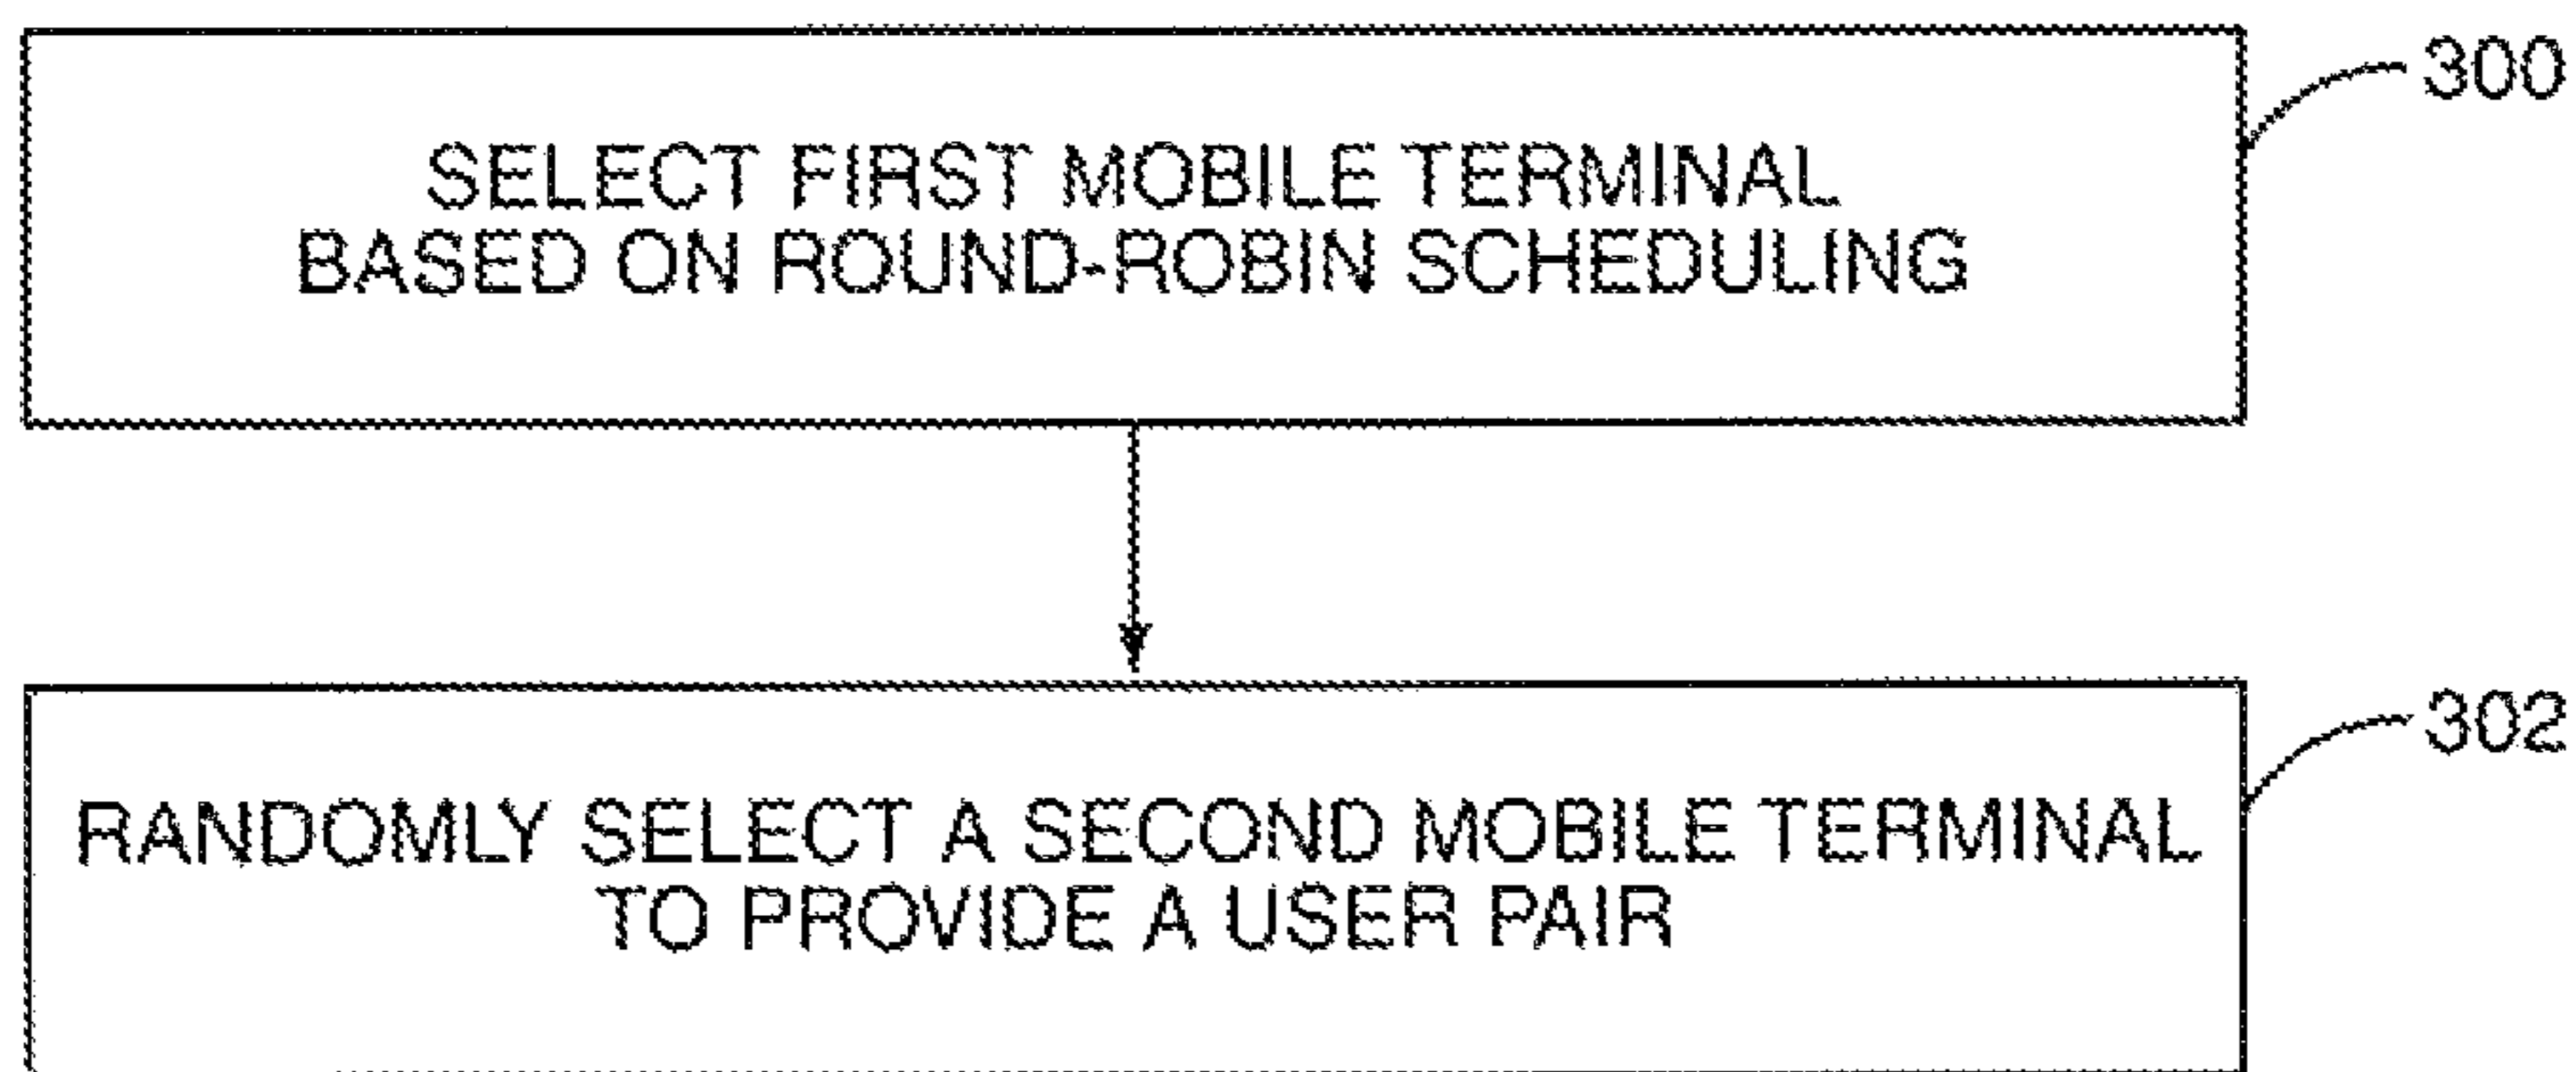 300
SELECT FIRST MOBILE TERMINAL
BASED ON ROUND-ROBIN SCHEDULING
302
RANDOMLY SELECT A SECOND MOBILE TERMINAL
TO PROVIDE A USER PAIR